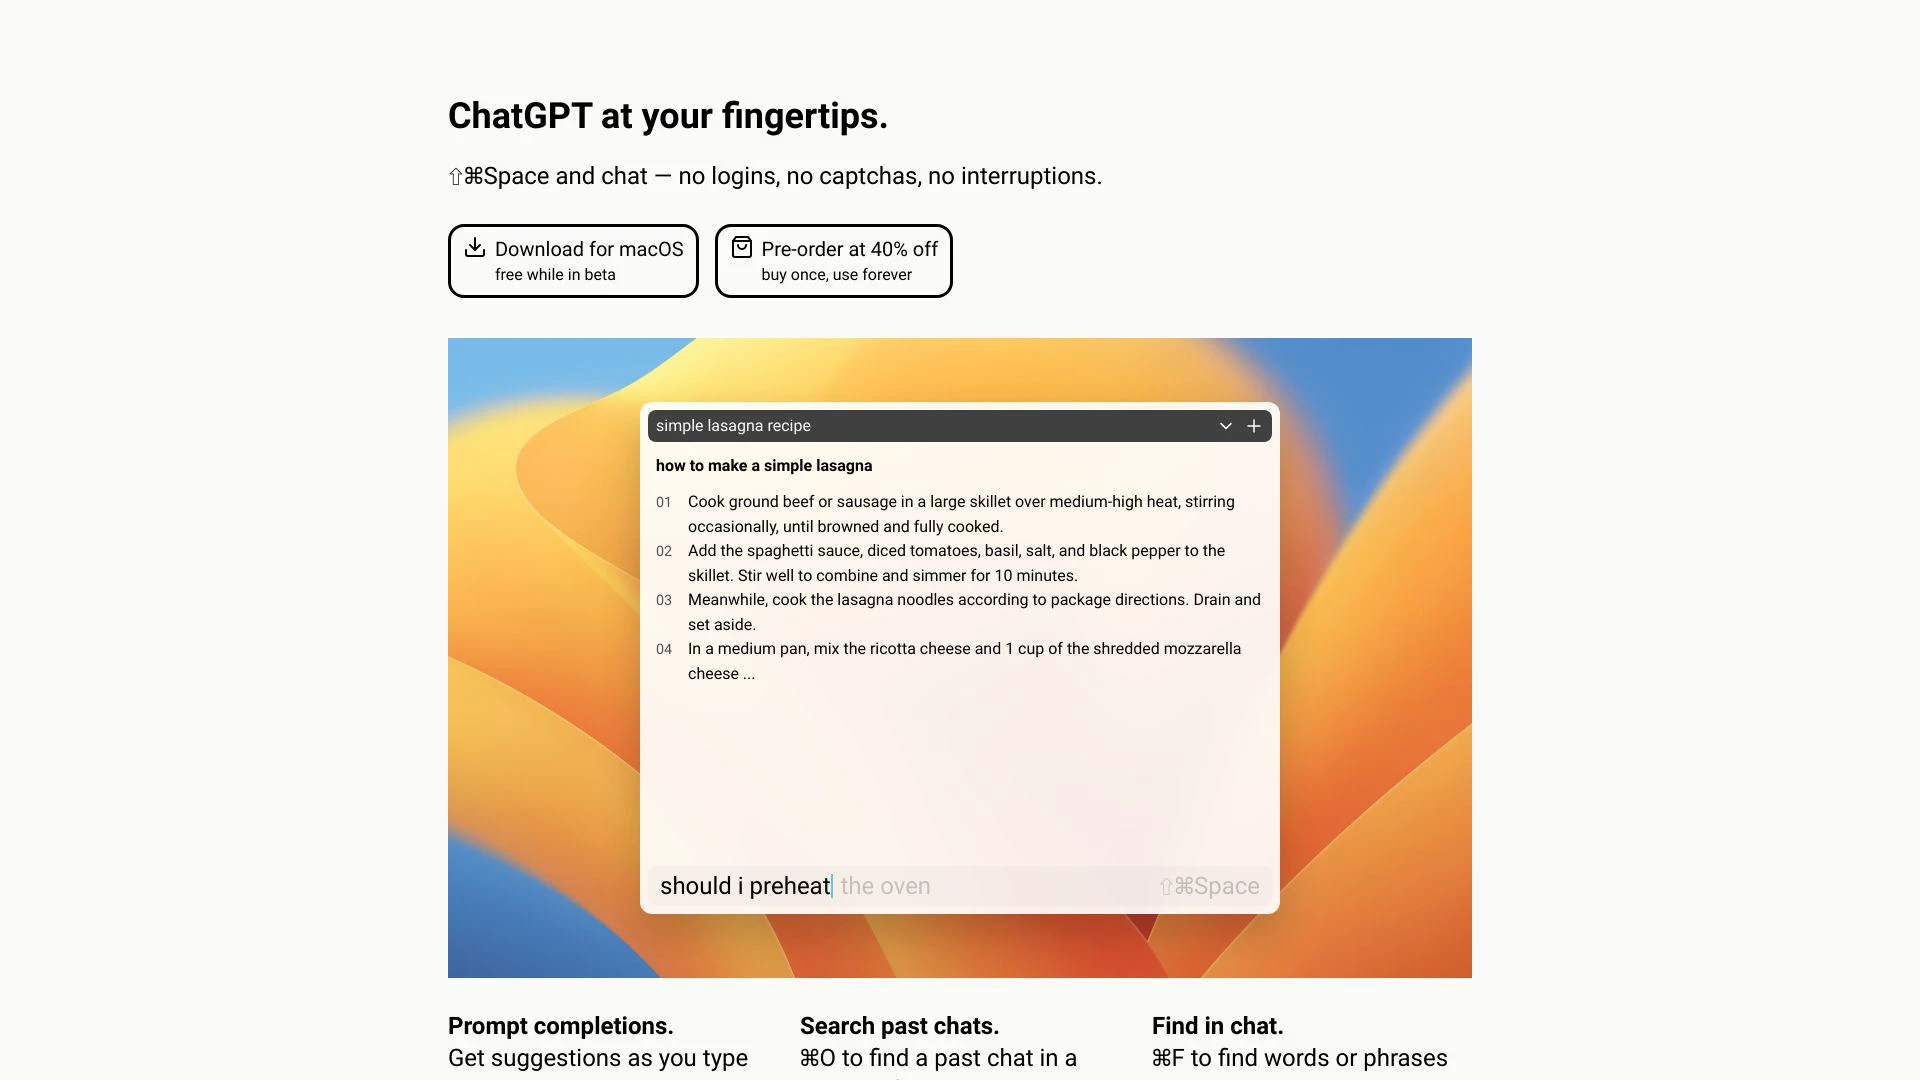 ChatGPT at your fingertips.
⇧⌘Space and chat — no logins, no captchas, no interruptions.
Download for macOS
free while in beta
Pre-order at 40% off
buy once, use forever
simple lasagna recipe
how to make a simple lasagna
01 Cook ground beef or sausage in a large skillet over medium-high heat, stirring
occasionally, until browned and fully cooked.
02 Add the spaghetti sauce, diced tomatoes, basil, salt, and black pepper to the
skillet. Stir well to combine and simmer for 10 minutes.
03 Meanwhile, cook the lasagna noodles according to package directions. Drain and
set aside.
04 In a medium pan, mix the ricotta cheese and 1 cup of the shredded mozzarella
cheese ...
should i preheat the oven ⇧⌘Space
Prompt completions.
Get suggestions as you type
Search past chats.
⌘O to find a past chat in a
Find in chat.
⌘F to find words or phrases